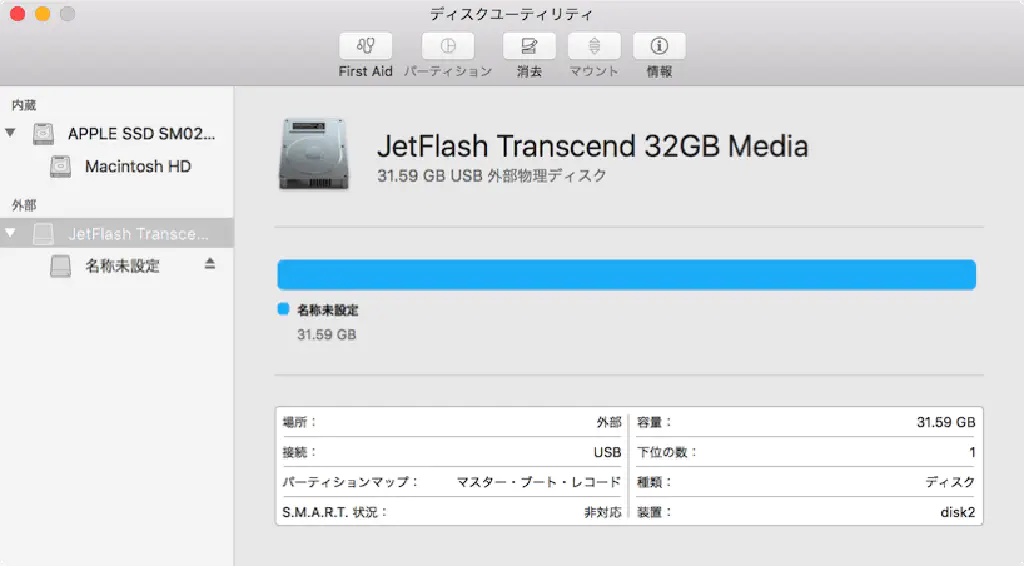 ディスクユーティリティ
First Aid
パーティション
消去
マウント
情報
内蔵
APPLE SSD SM02...
Macintosh HD
外部
JetFlash Transce...
名称未設定
JetFlash Transcend 32GB Media
31.59 GB USB 外部物理ディスク
名称未設定
31.59 GB
場所： 外部
容量： 31.59 GB
接続： USB
下位の数： 1
パーティションマップ： マスター・ブート・レコード
種類： ディスク
S.M.A.R.T. 状況： 非対応
装置： disk2